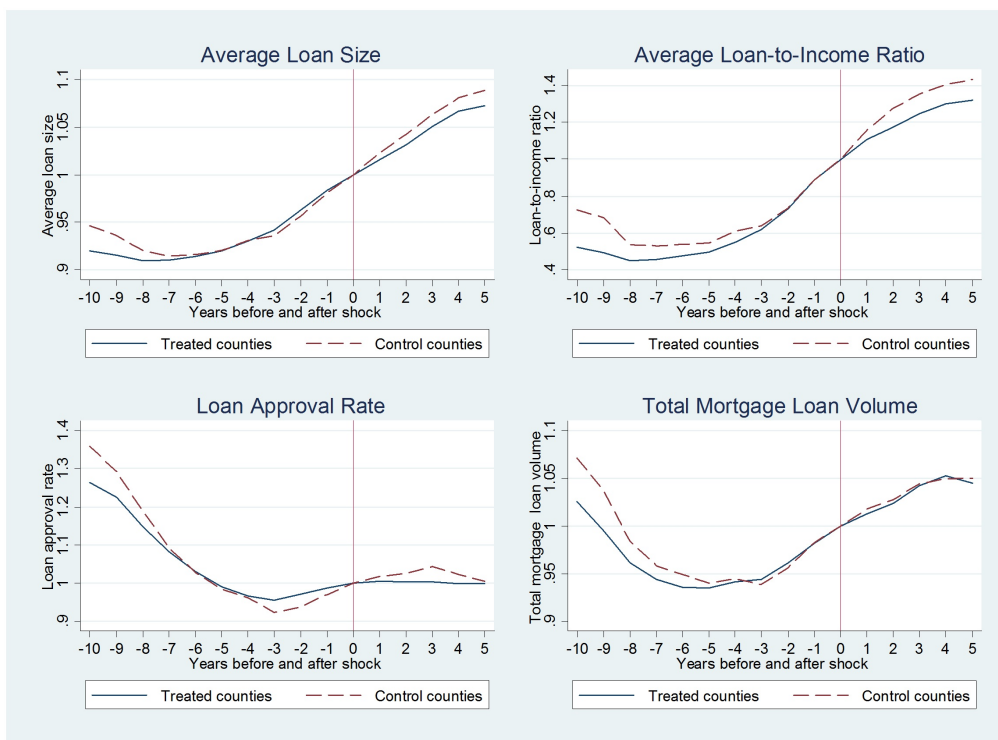 Average Loan Size
Average loan size
1.1
1.05
1
.95
.9
-10 -9 -8 -7 -6 -5 -4 -3 -2 -1 0 1 2 3 4 5
Years before and after shock
Treated counties Control counties
Average Loan-to-Income Ratio
Loan-to-income ratio
1.4
1.2
1
.8
.6
.4
-10 -9 -8 -7 -6 -5 -4 -3 -2 -1 0 1 2 3 4 5
Years before and after shock
Treated counties Control counties
Loan Approval Rate
Loan approval rate
1.4
1.3
1.2
1.1
1
.9
-10 -9 -8 -7 -6 -5 -4 -3 -2 -1 0 1 2 3 4 5
Years before and after shock
Treated counties Control counties
Total Mortgage Loan Volume
Total mortgage loan volume
1.1
1.05
1
.95
.9
-10 -9 -8 -7 -6 -5 -4 -3 -2 -1 0 1 2 3 4 5
Years before and after shock
Treated counties Control counties